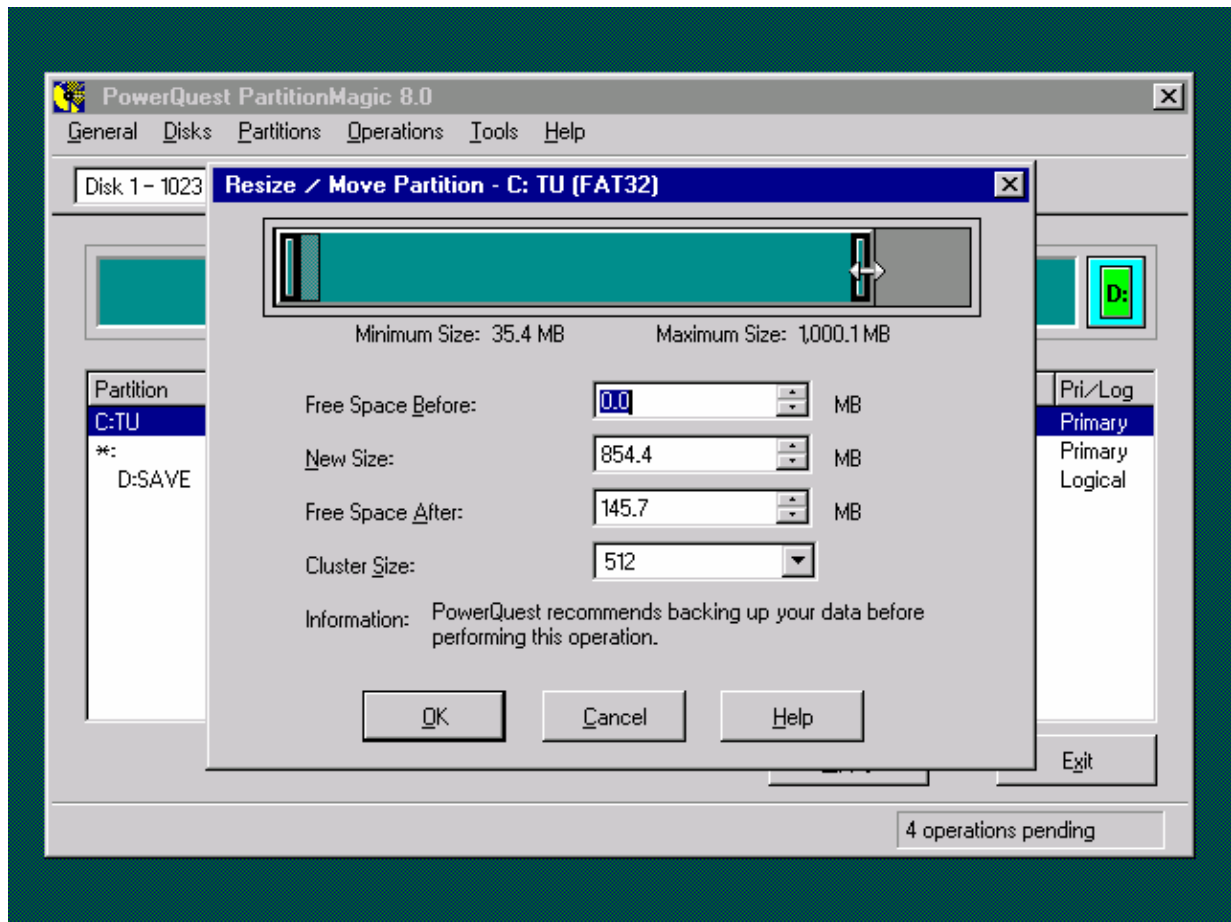 PowerQuest PartitionMagic 8.0
General Disks Partitions Operations Tools Help
Disk 1 - 1023
Resize / Move Partition - C: TU (FAT32)
D:
Minimum Size: 35.4 MB Maximum Size: 1,000.1 MB
Partition Pri/Log
C:TU Primary
*: Primary
D:SAVE Logical
Free Space Before: 0.0 MB
New Size: 854.4 MB
Free Space After: 145.7 MB
Cluster Size: 512
Information: PowerQuest recommends backing up your data before
performing this operation.
OK Cancel Help
Exit
4 operations pending